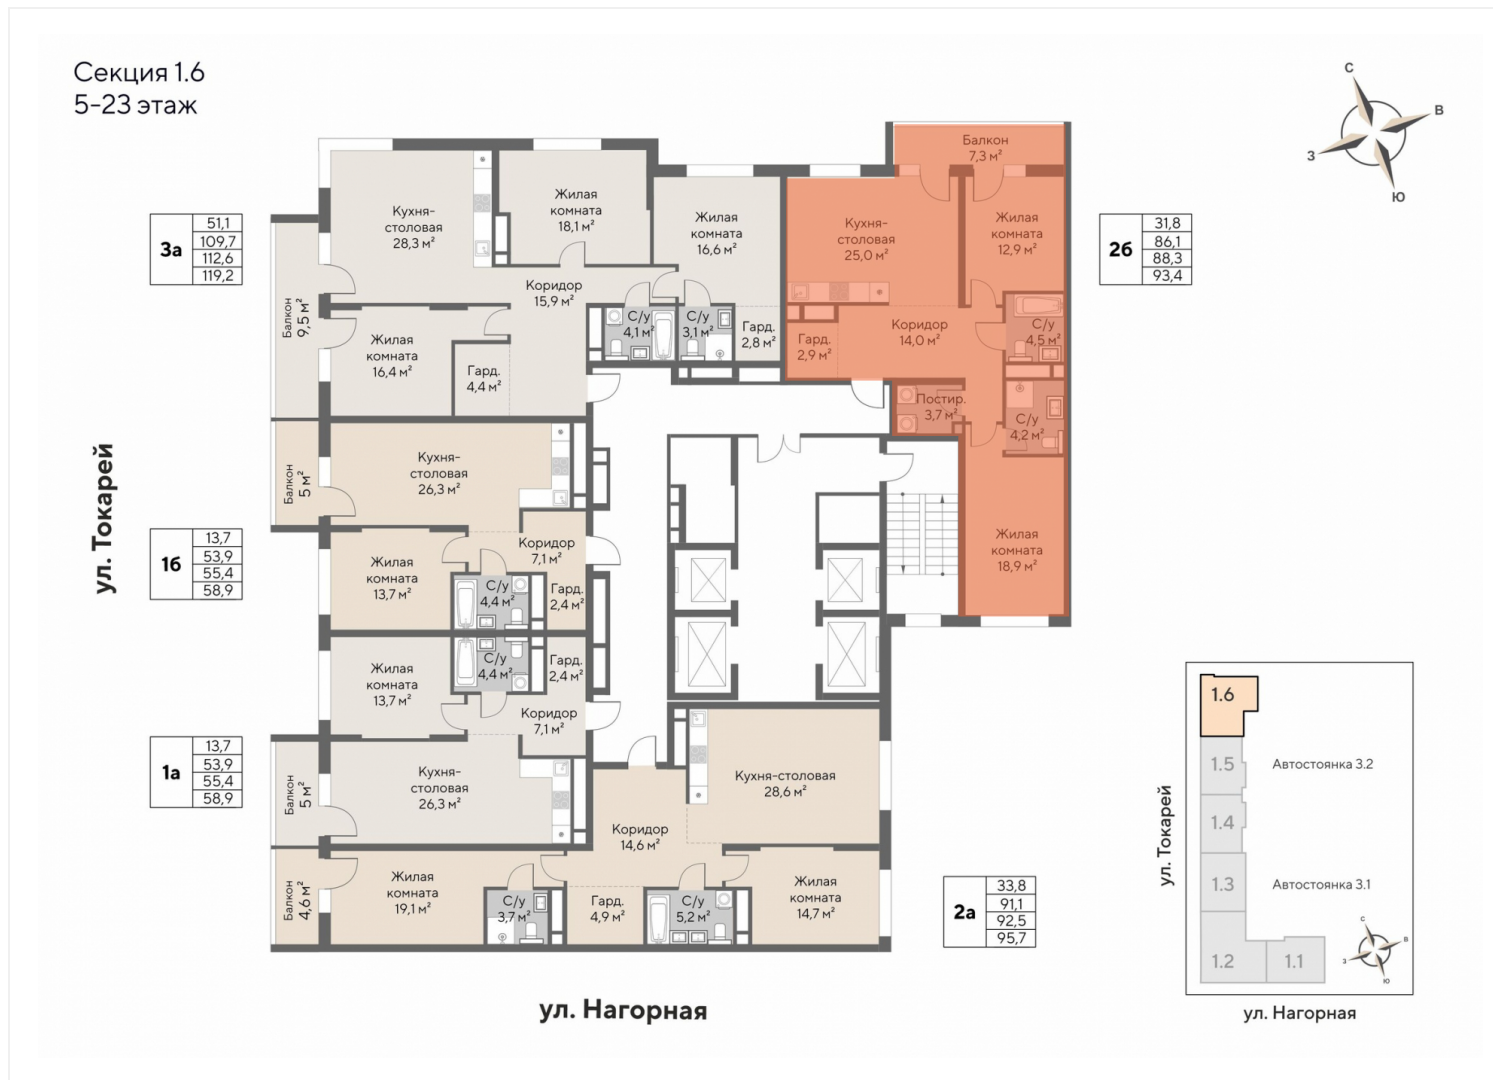 Секция 1.6
5-23 этаж
С
В
З
Ю
Балкон
7,3 м²
Кухня-
столовая
28,3 м²
Жилая
комната
18,1 м²
Жилая
комната
16,6 м²
Кухня-
столовая
25,0 м²
Жилая
комната
12,9 м²
3а
51,1
109,7
112,6
119,2
2б
31,8
86,1
88,3
93,4
Балкон
9,5 м²
Коридор
15,9 м²
Жилая
комната
16,4 м²
Гард.
4,4 м²
С/у
4,1 м²
С/у
3,1 м²
Гард.
2,8 м²
Гард.
2,9 м²
Коридор
14,0 м²
С/у
4,5 м²
Постир.
3,7 м²
С/у
4,2 м²
Жилая
комната
18,9 м²
ул. Токарей
Балкон
5 м²
Кухня-
столовая
26,3 м²
1б
13,7
53,9
55,4
58,9
Жилая
комната
13,7 м²
Коридор
7,1 м²
С/у
4,4 м²
Гард.
2,4 м²
Жилая
комната
13,7 м²
С/у
4,4 м²
Гард.
2,4 м²
Коридор
7,1 м²
1а
13,7
53,9
55,4
58,9
Балкон
5 м²
Кухня-
столовая
26,3 м²
Кухня-столовая
28,6 м²
Коридор
14,6 м²
Балкон
4,6 м²
Жилая
комната
19,1 м²
С/у
3,7 м²
Гард.
4,9 м²
С/у
5,2 м²
Жилая
комната
14,7 м²
2а
33,8
91,1
92,5
95,7
ул. Нагорная
1.6
1.5
Автостоянка 3.2
1.4
ул. Токарей
1.3
Автостоянка 3.1
1.2
1.1
С
В
З
Ю
ул. Нагорная